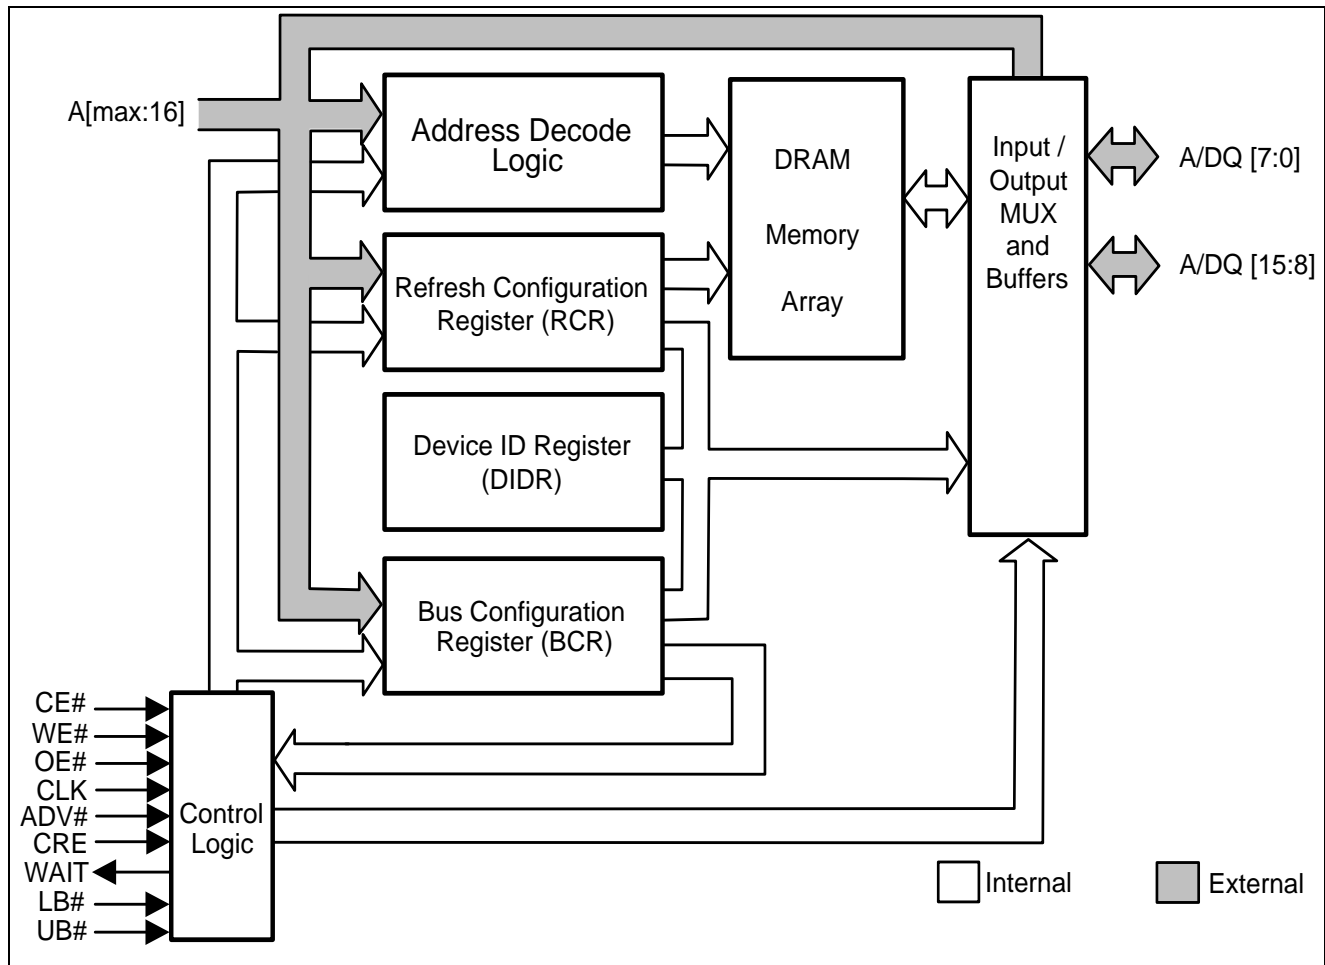 A[max:16]
Address Decode
Logic
DRAM
Memory
Array
Input /
Output
MUX
and
Buffers
A/DQ [7:0]
A/DQ [15:8]
Refresh Configuration
Register (RCR)
Device ID Register
(DIDR)
Bus Configuration
Register (BCR)
CE#
WE#
OE#
CLK
ADV#
CRE
WAIT
LB#
UB#
Control
Logic
Internal
External